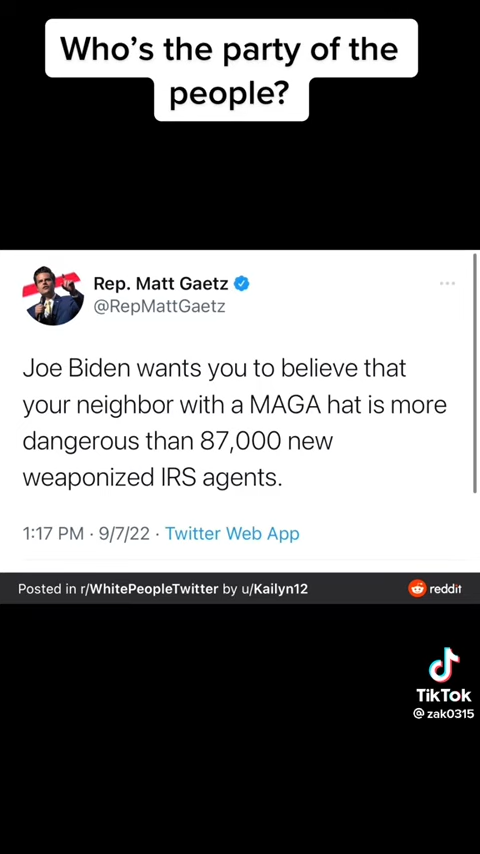 Who’s the party of the
people?
Rep. Matt Gaetz
@RepMattGaetz
Joe Biden wants you to believe that
your neighbor with a MAGA hat is more
dangerous than 87,000 new
weaponized IRS agents.
1:17 PM · 9/7/22 · Twitter Web App
Posted in r/WhitePeopleTwitter by u/Kailyn12
reddit
TikTok
@zak0315